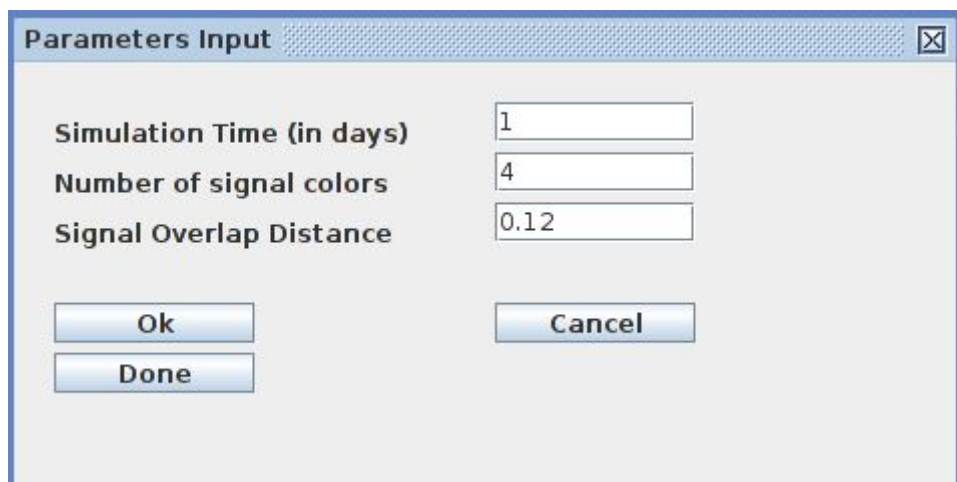 Parameters Input
Simulation Time (in days) 1
Number of signal colors 4
Signal Overlap Distance 0.12
Ok Cancel
Done